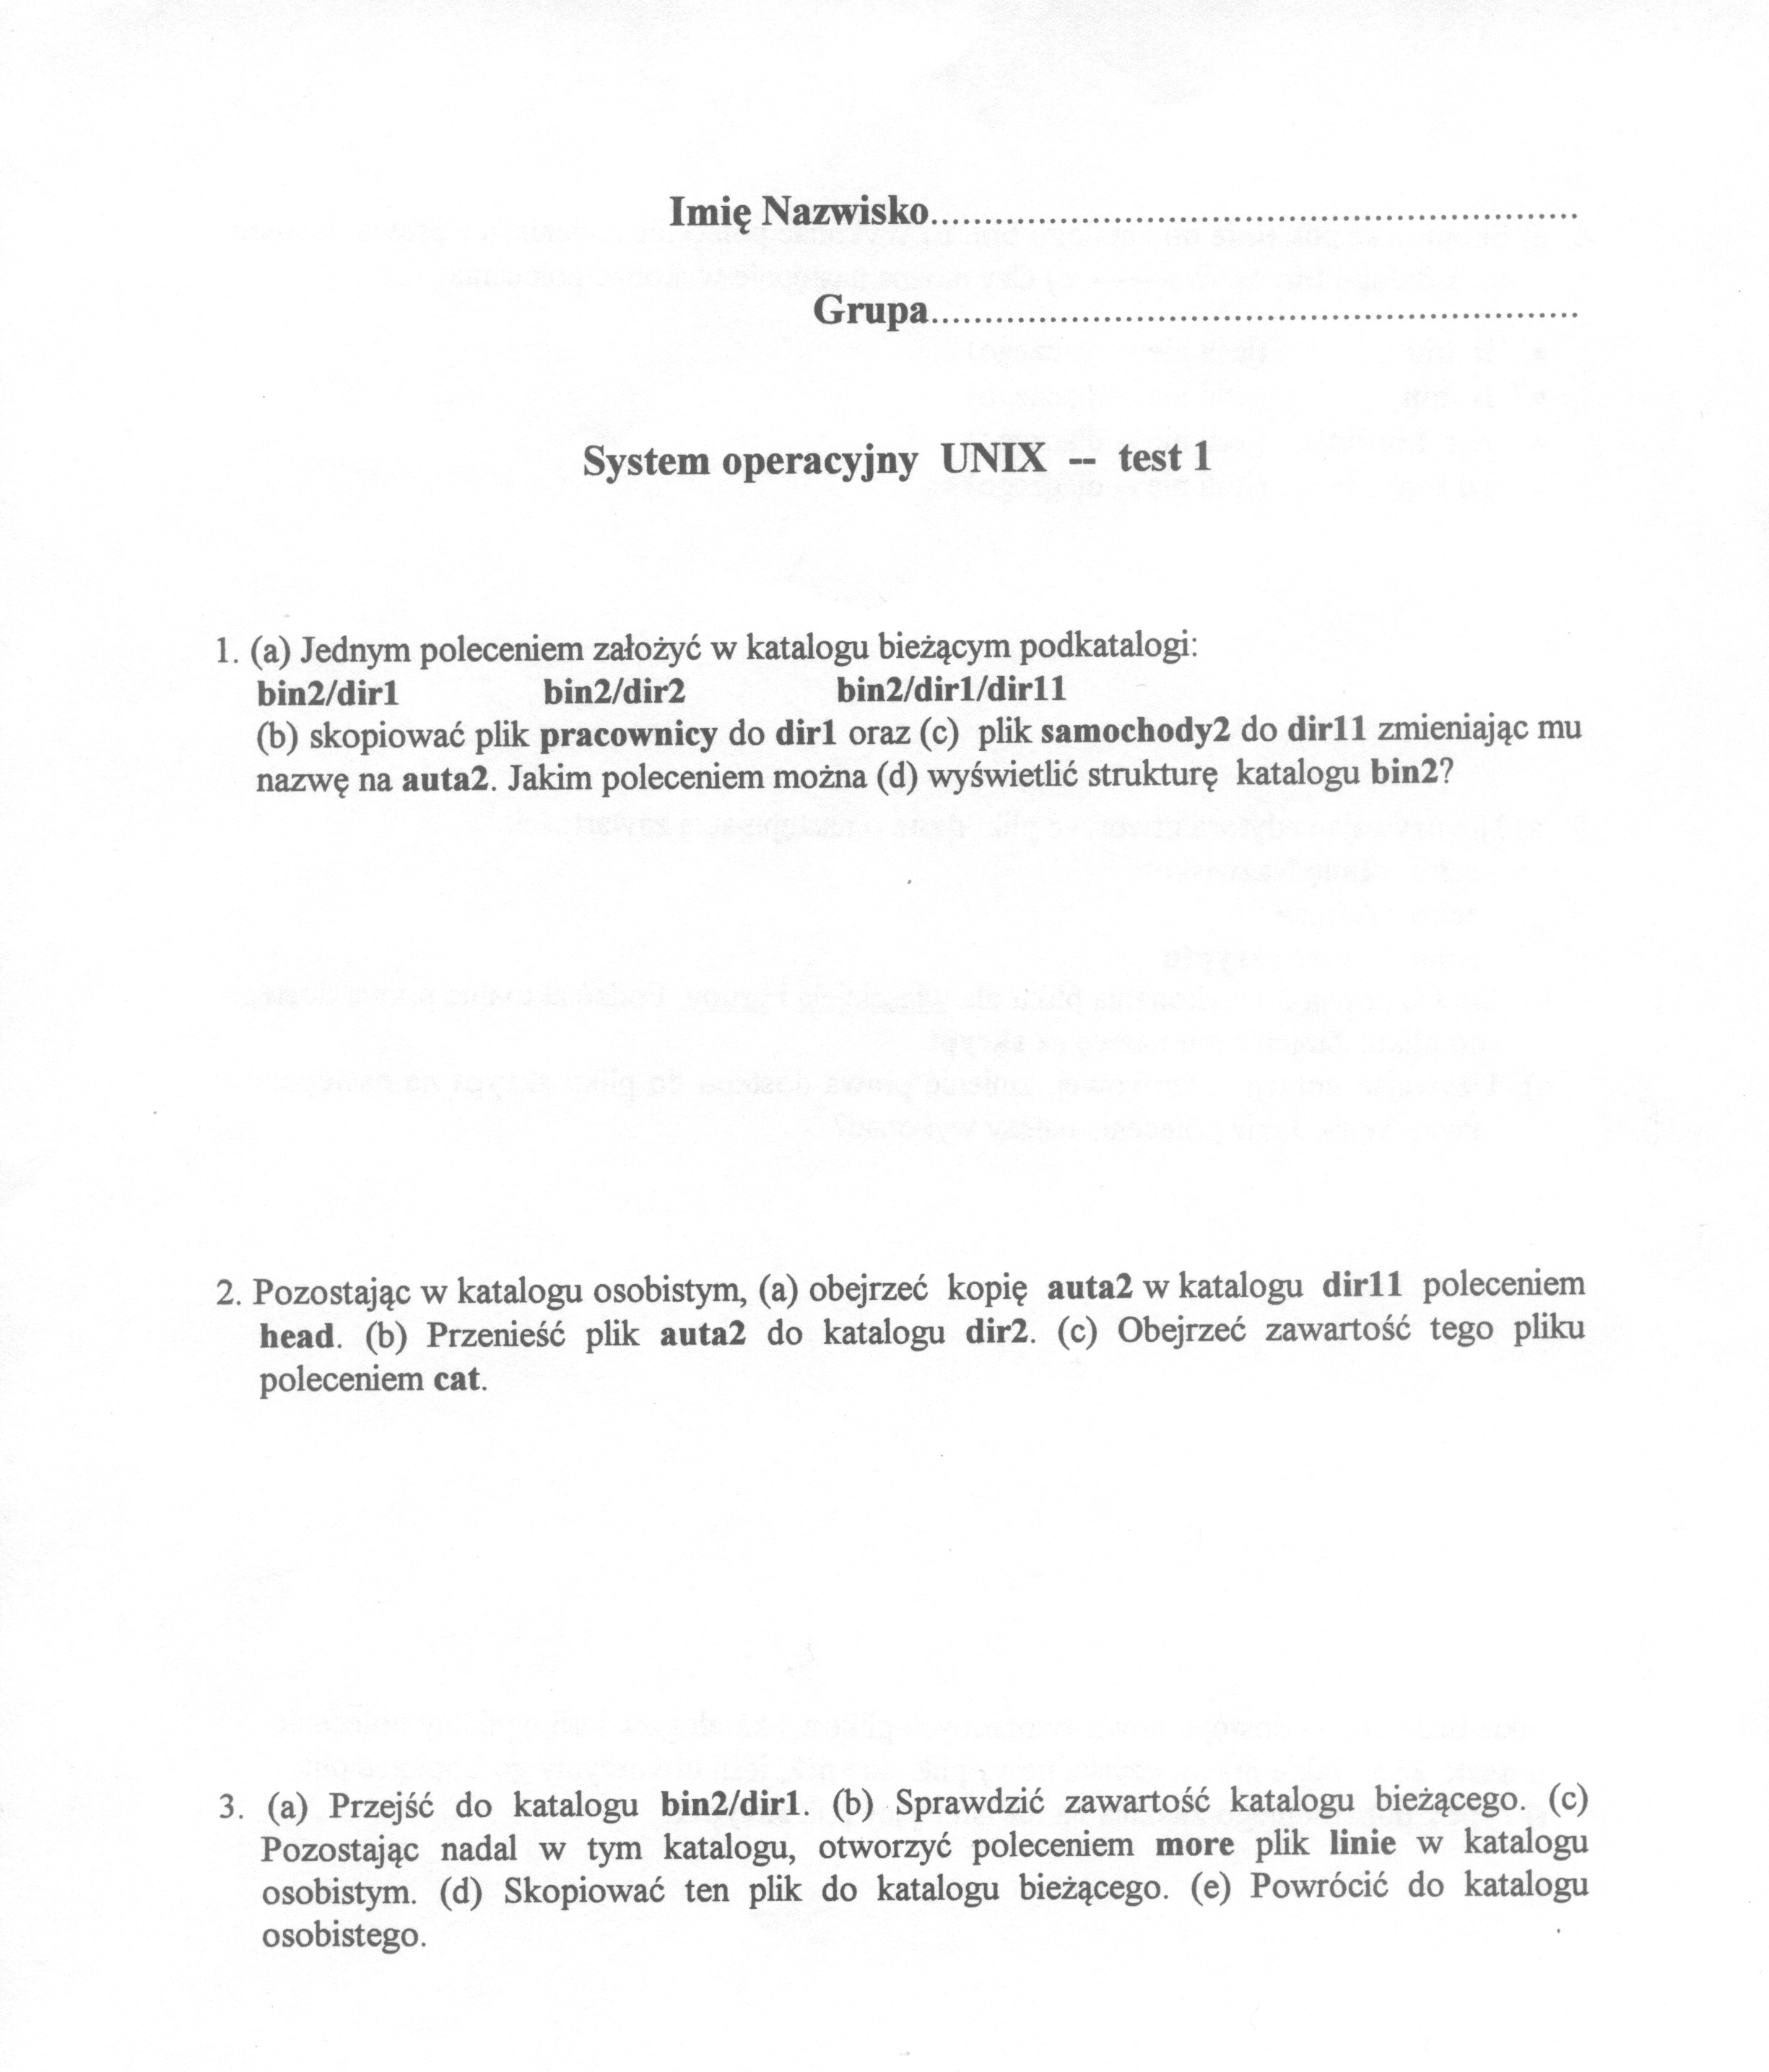 Imię Nazwisko...............................................................
Grupa...............................................................
System operacyjny UNIX -- test 1
1. (a) Jednym poleceniem założyć w katalogu bieżącym podkatalogi:
bin2/dir1 bin2/dir2 bin2/dir1/dir11
(b) skopiować plik pracownicy do dir1 oraz (c) plik samochody2 do dir11 zmieniając mu
nazwę na auta2. Jakim poleceniem można (d) wyświetlić strukturę katalogu bin2?
2. Pozostając w katalogu osobistym, (a) obejrzeć kopię auta2 w katalogu dir11 poleceniem
head. (b) Przenieść plik auta2 do katalogu dir2. (c) Obejrzeć zawartość tego pliku
poleceniem cat.
3. (a) Przejść do katalogu bin2/dir1. (b) Sprawdzić zawartość katalogu bieżącego. (c)
Pozostając nadal w tym katalogu, otworzyć poleceniem more plik linie w katalogu
osobistym. (d) Skopiować ten plik do katalogu bieżącego. (e) Powrócić do katalogu
osobistego.